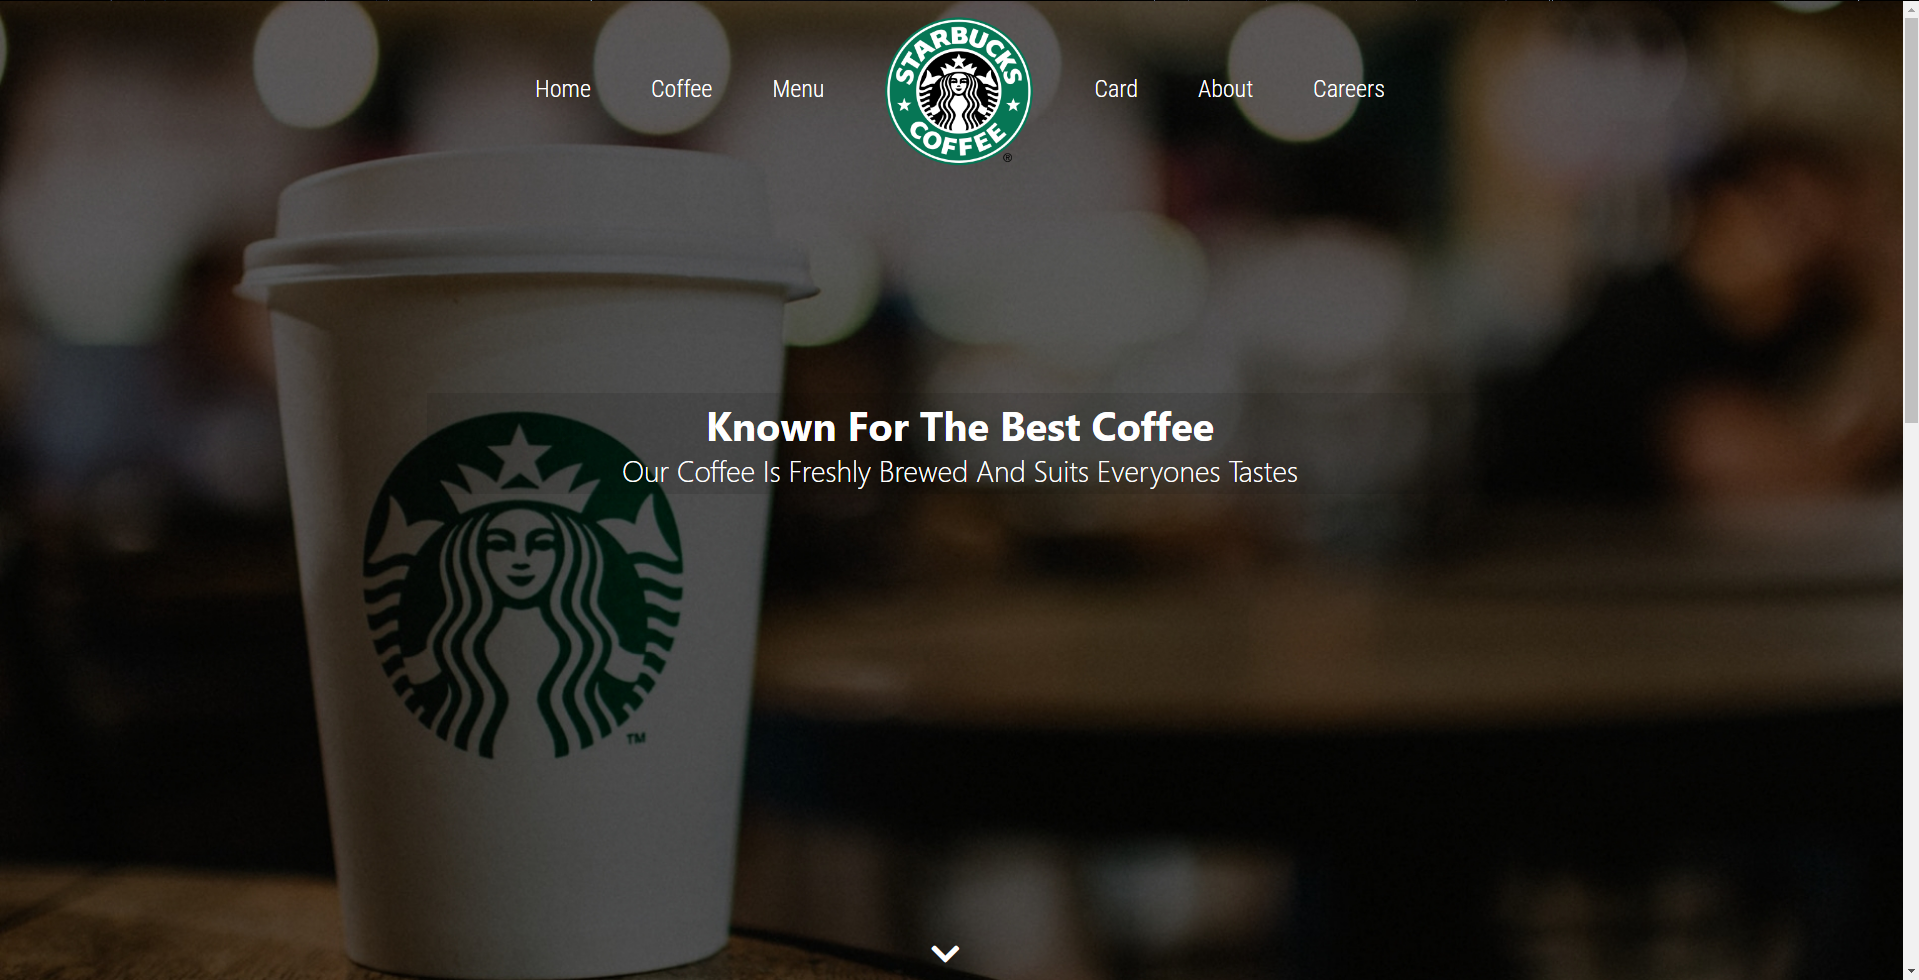 Home Coffee Menu Card About Careers
STARBUCKS
COFFEE
®
Known For The Best Coffee
Our Coffee Is Freshly Brewed And Suits Everyones Tastes
TM